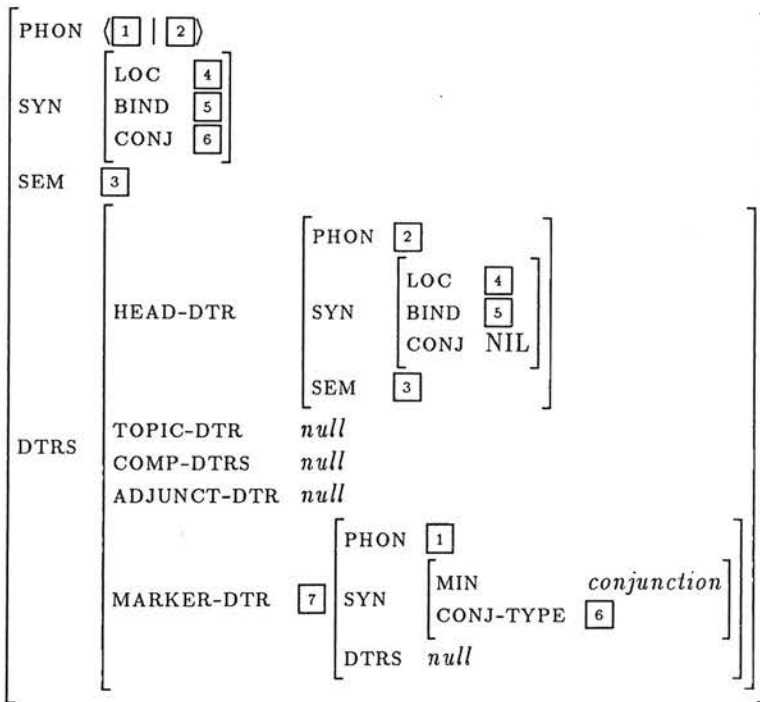 PHON ⟨1 | 2⟩
LOC 4
SYN BIND 5
CONJ 6
SEM 3
PHON 2
LOC 4
HEAD-DTR SYN BIND 5
CONJ NIL
SEM 3
TOPIC-DTR null
DTRS
COMP-DTRS null
ADJUNCT-DTR null
PHON 1
MIN conjunction
MARKER-DTR 7 SYN
CONJ-TYPE 6
DTRS null